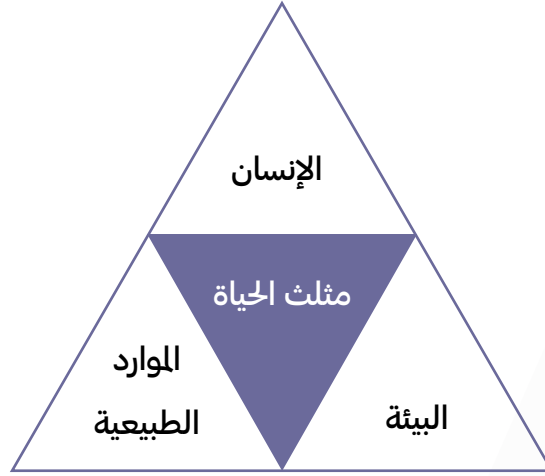 الإنسان
مثلث الحياة
الموارد
الطبيعية
البيئة